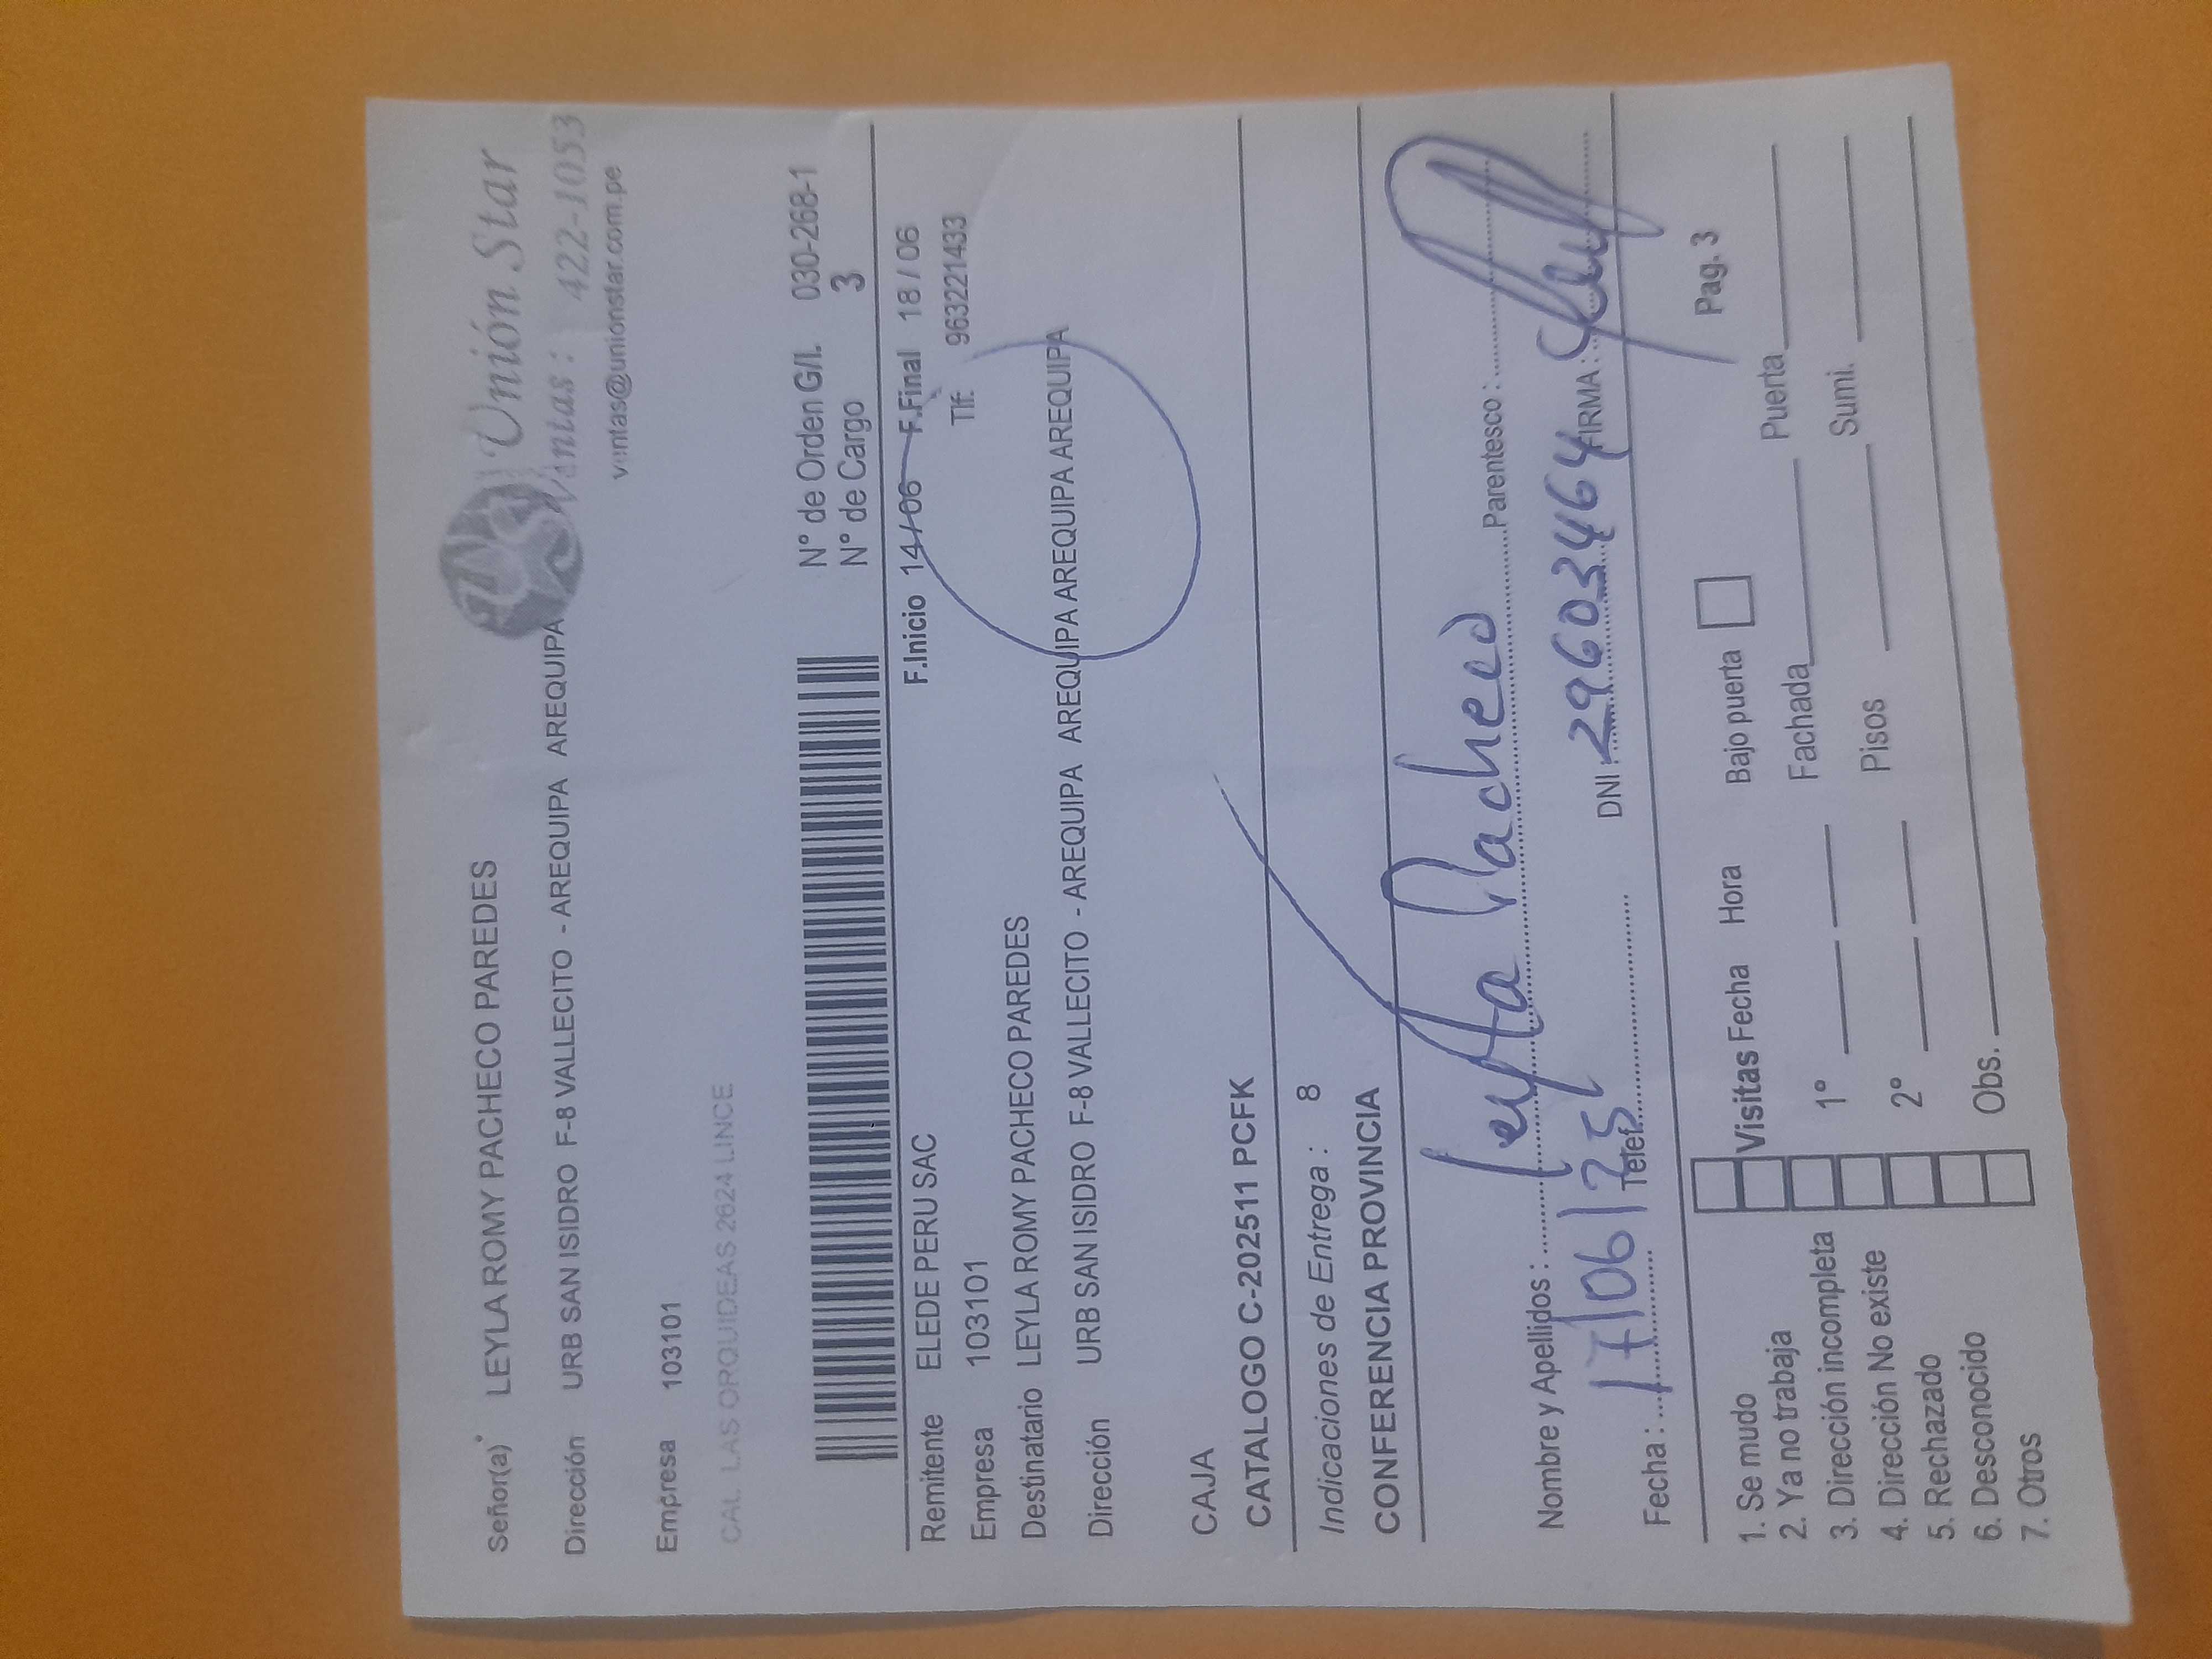 Señor(a) LEYLA ROMY PACHECO PAREDES
Unión Star
Ventas : 422-1053
ventas@unionstar.com.pe
Dirección URB SAN ISIDRO F-8 VALLECITO - AREQUIPA AREQUIPA
Empresa 103101
CAL. LAS ORQUIDEAS 2624 LINCE
N° de Orden G/I. 030-268-1
N° de Cargo 3
F.Inicio 14/06 F.Final 18 / 06
Remitente ELEDE PERU SAC
Tlf. 963221433
Empresa 103101
Destinatario LEYLA ROMY PACHECO PAREDES
Dirección URB SAN ISIDRO F-8 VALLECITO - AREQUIPA AREQUIPA AREQUIPA AREQUIPA
CAJA
CATALOGO C-202511 PCFK
Indicaciones de Entrega : 8
CONFERENCIA PROVINCIA
Nombre y Apellidos : Pacheco Parentesco :
Fecha : 17/06/25 Telef. DNI : 29603464 FIRMA :
Pag. 3
1. Se mudo
2. Ya no trabaja
3. Dirección incompleta
4. Dirección No existe
5. Rechazado
6. Desconocido
7. Otros
Visitas Fecha Hora Bajo puerta
1° Fachada Puerta
2° Pisos Sumi.
Obs.